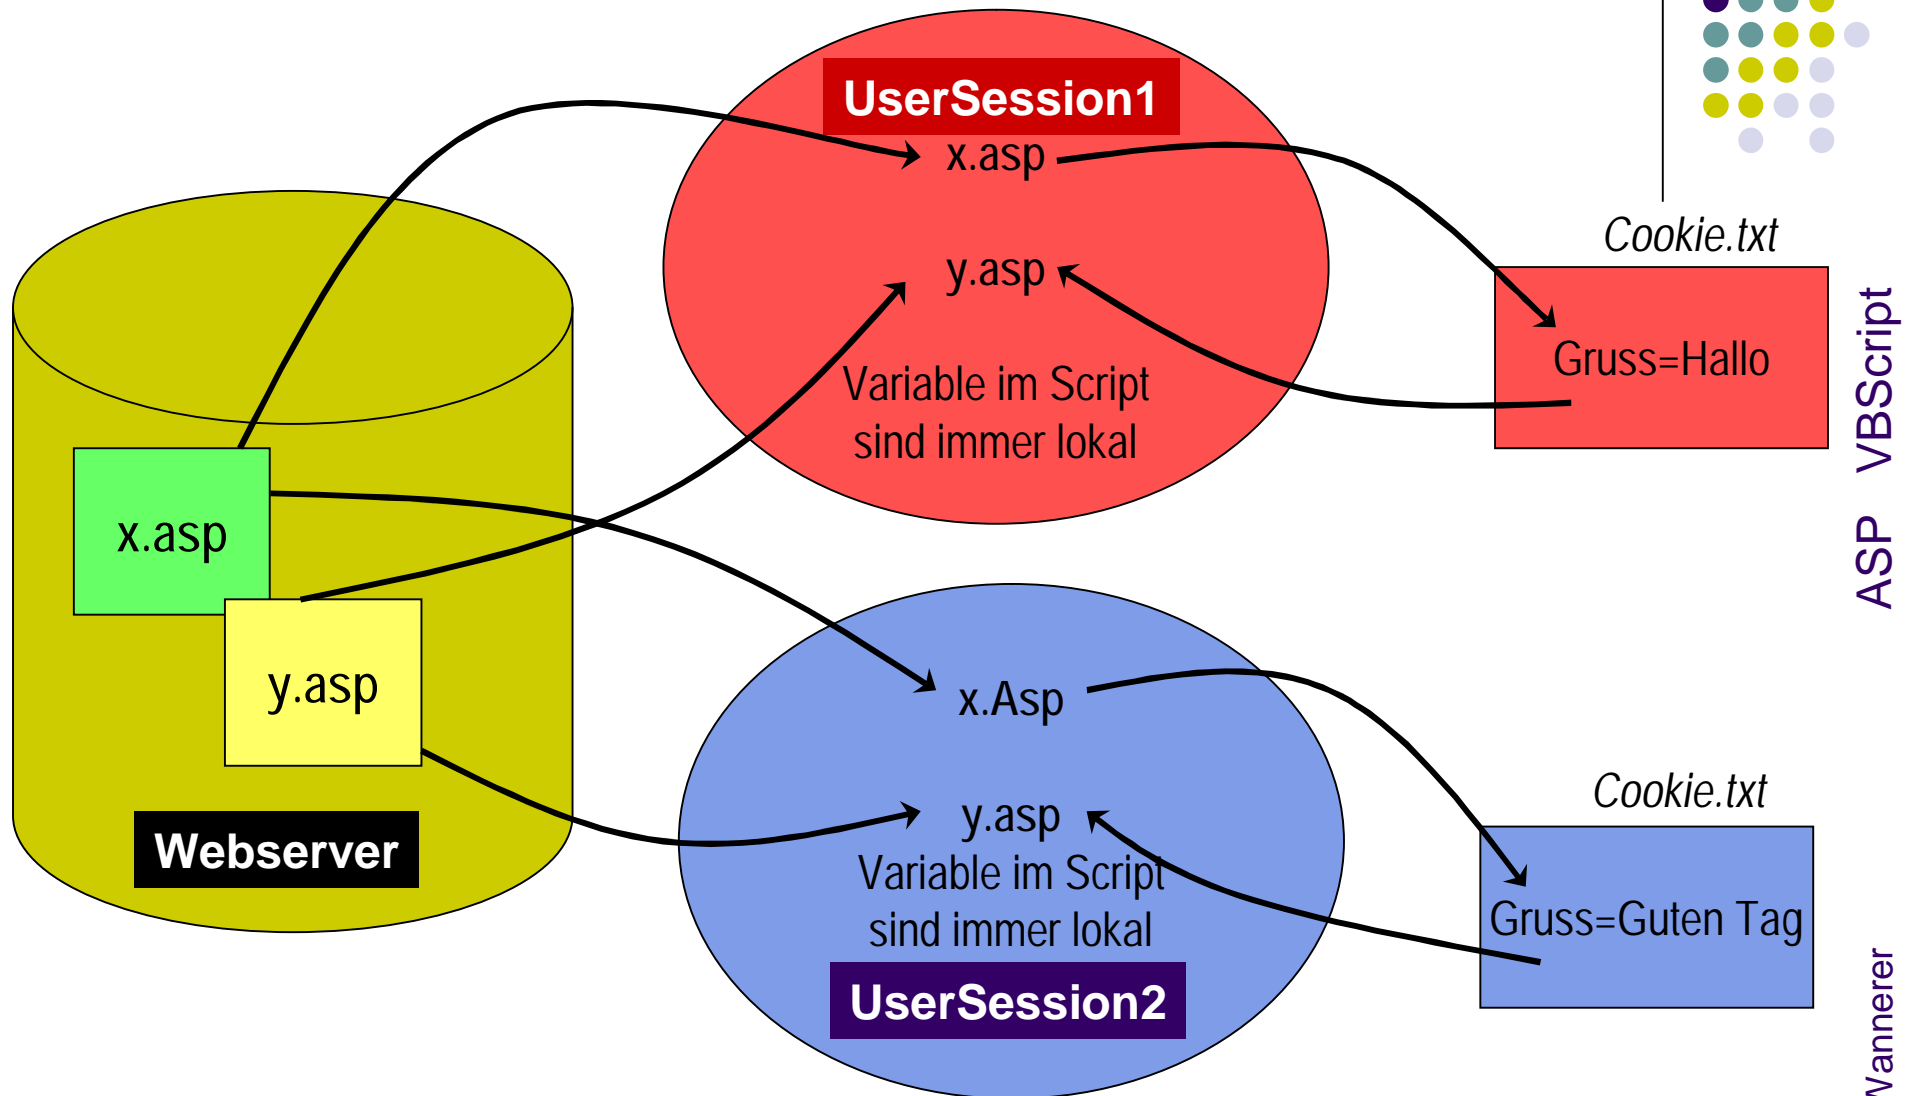 UserSession1
x.asp
y.asp
Variable im Script
sind immer lokal
Cookie.txt
Gruss=Hallo
x.asp
y.asp
Webserver
x.Asp
y.asp
Variable im Script
sind immer lokal
UserSession2
Cookie.txt
Gruss=Guten Tag
ASP VBScript
Wannerer